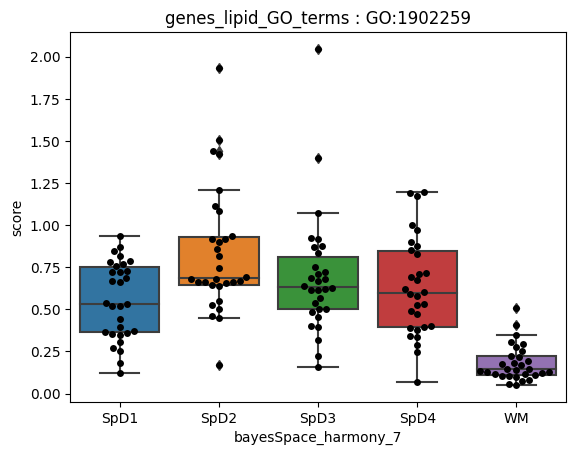 genes_lipid_GO_terms : GO:1902259
2.00
1.75
1.50
1.25
1.00
0.75
0.50
0.25
0.00
score
SpD1 SpD2 SpD3 SpD4 WM
bayesSpace_harmony_7